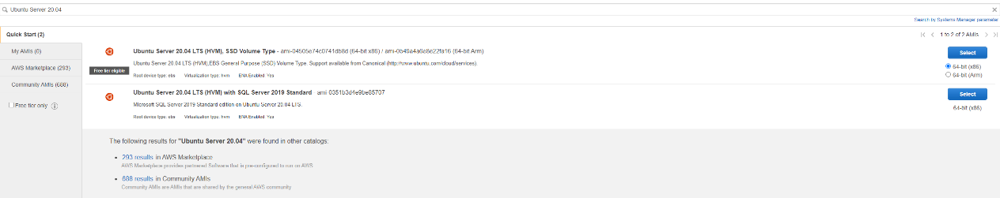 Ubuntu Server 20.04
Search by Systems Manager parameter
Quick Start (2)
1 to 2 of 2 AMIs
My AMIs (0)
AWS Marketplace (293)
Community AMIs (688)
Free tier only
Ubuntu Server 20.04 LTS (HVM), SSD Volume Type - ami-04505e74c0741db8d (64-bit x86) / ami-0b49a4a6e8e22fa16 (64-bit Arm)
Free tier eligible
Ubuntu Server 20.04 LTS (HVM),EBS General Purpose (SSD) Volume Type. Support available from Canonical (http://www.ubuntu.com/cloud/services).
Root device type: ebs Virtualization type: hvm ENA Enabled: Yes
Select
64-bit (x86)
64-bit (Arm)
Ubuntu Server 20.04 LTS (HVM) with SQL Server 2019 Standard - ami-0351b3d4e9be85707
Microsoft SQL Server 2019 Standard edition on Ubuntu Server 20.04 LTS.
Root device type: ebs Virtualization type: hvm ENA Enabled: Yes
Select
64-bit (x86)
The following results for "Ubuntu Server 20.04" were found in other catalogs:
• 293 results in AWS Marketplace
AWS Marketplace provides partnered Software that is pre-configured to run on AWS
• 688 results in Community AMIs
Community AMIs are AMIs that are shared by the general AWS community